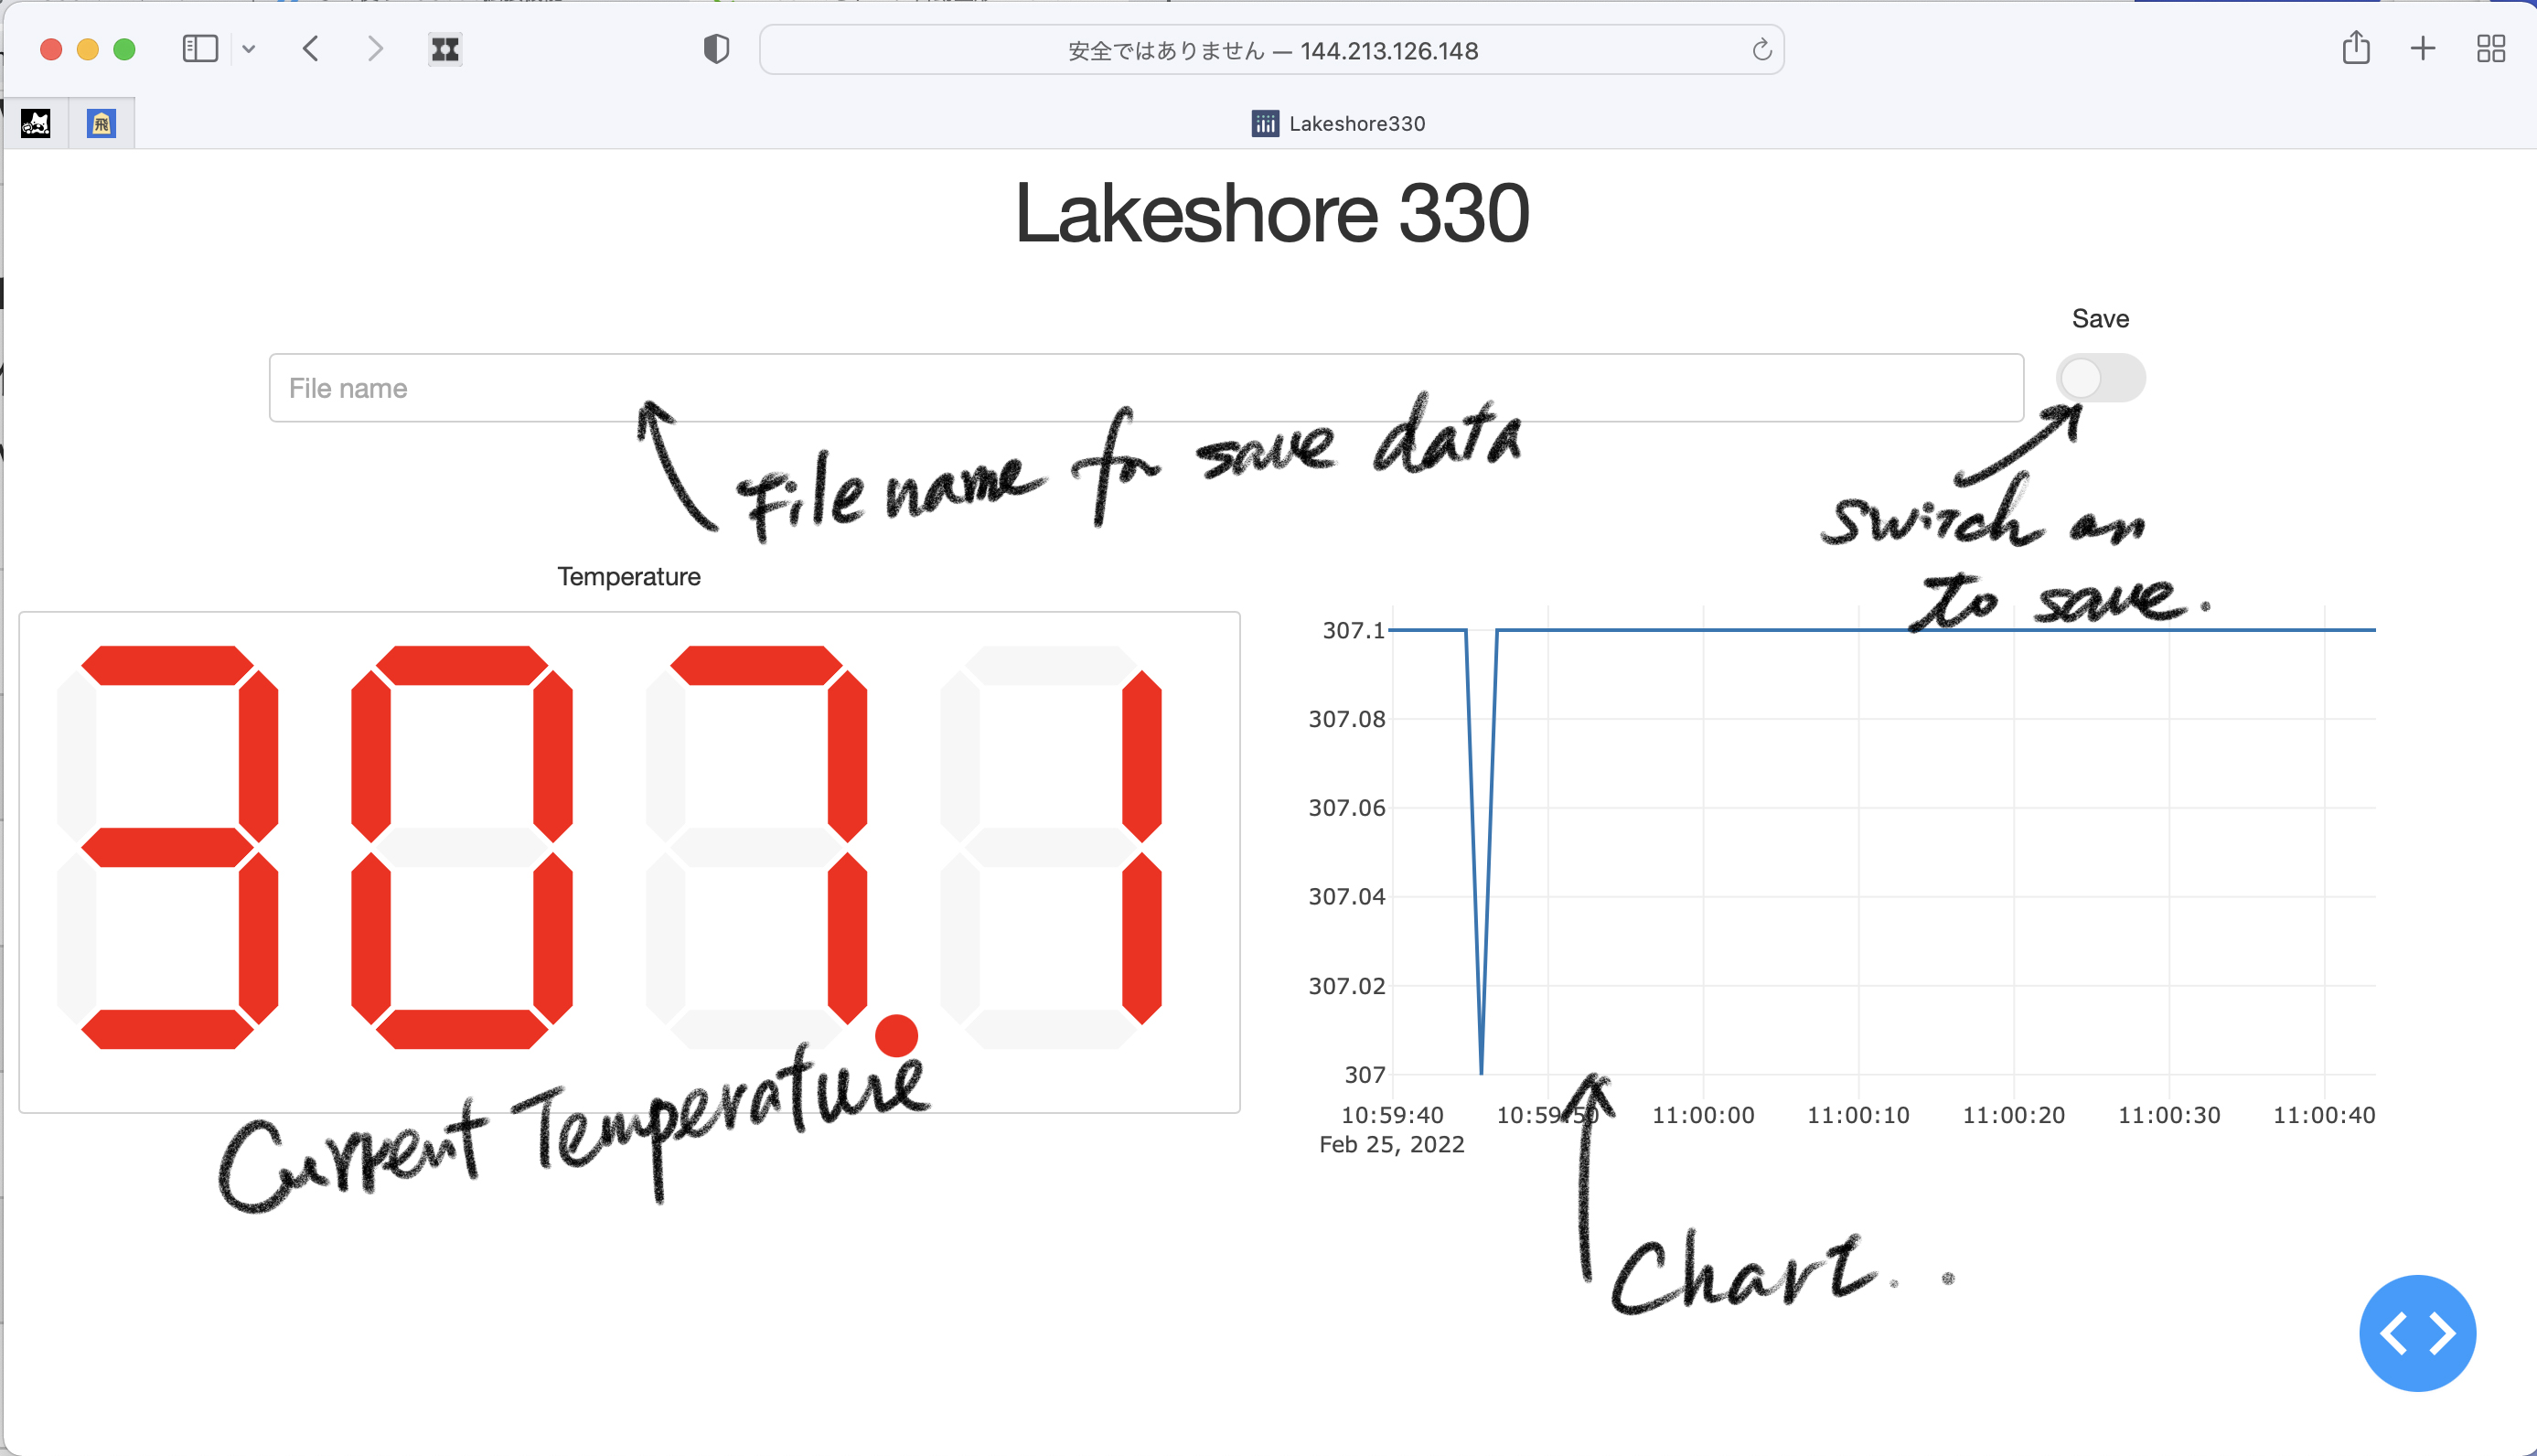 安全ではありません — 144.213.126.148
飛
Lakeshore330
Lakeshore 330
Save
File name
File name for save data
Switch on
to save.
Temperature
307.1
Current Temperature
307.1
307.08
307.06
307.04
307.02
307
10:59:40 10:59:50 11:00:00 11:00:10 11:00:20 11:00:30 11:00:40
Feb 25, 2022
Chart..